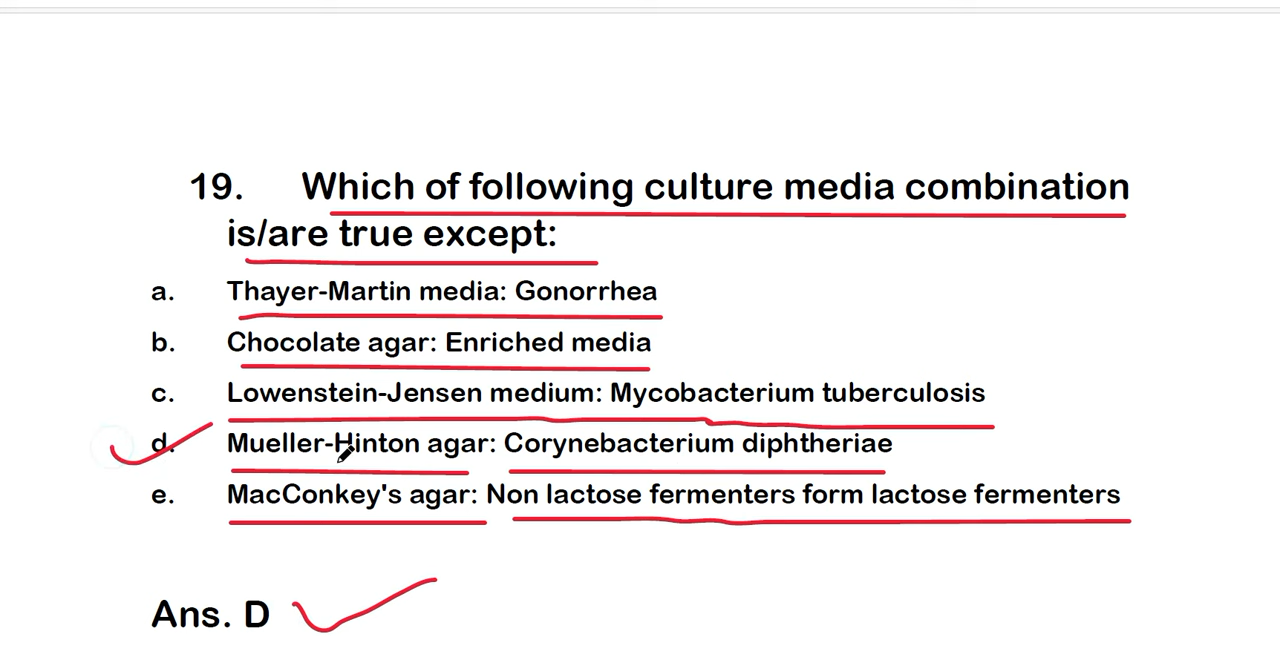 19. Which of following culture media combination
is/are true except:
a. Thayer-Martin media: Gonorrhea
b. Chocolate agar: Enriched media
c. Lowenstein-Jensen medium: Mycobacterium tuberculosis
d. Mueller-Hinton agar: Corynebacterium diphtheriae
e. MacConkey's agar: Non lactose fermenters form lactose fermenters
Ans. D